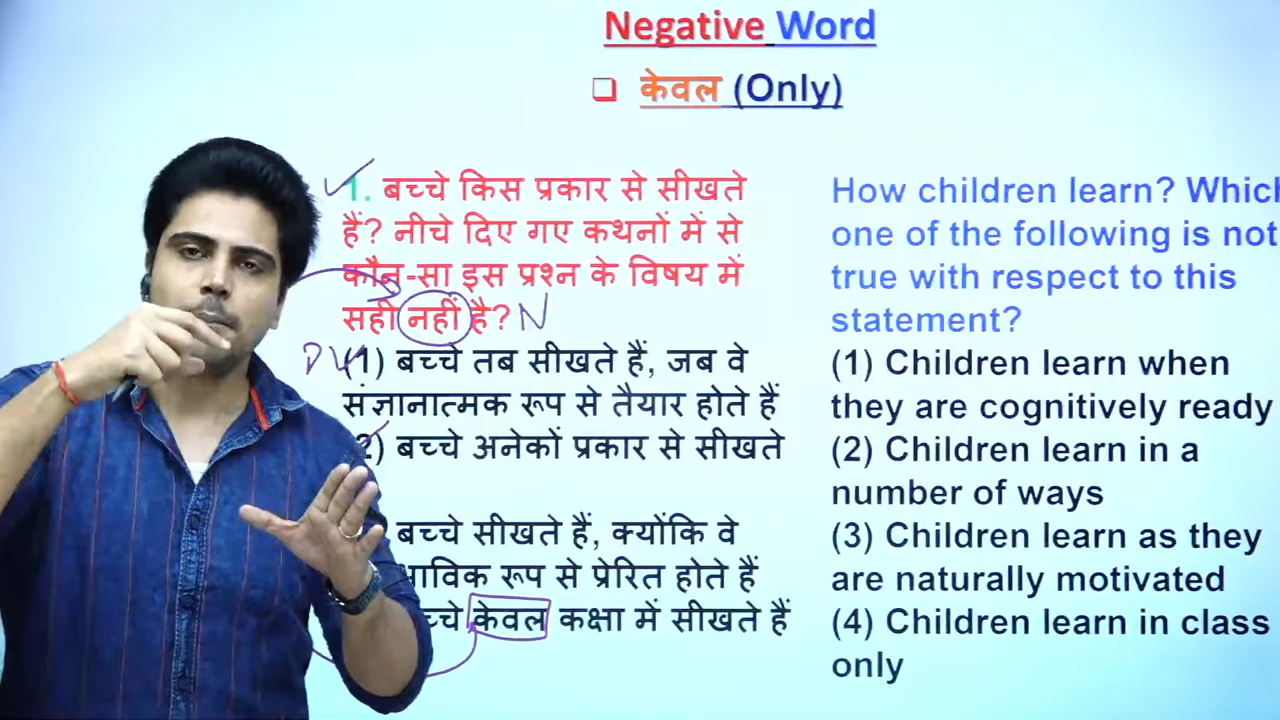 Negative Word
केवल (Only)
1. बच्चे किस प्रकार से सीखते
हैं? नीचे दिए गए कथनों में से
कौन-सा इस प्रश्न के विषय में
सही नहीं है? N
(1) बच्चे तब सीखते हैं, जब वे
संज्ञानात्मक रूप से तैयार होते हैं
2) बच्चे अनेकों प्रकार से सीखते
बच्चे सीखते हैं, क्योंकि वे
रूप से प्रेरित होते हैं
केवल कक्षा में सीखते हैं
How children learn? Which
one of the following is not
true with respect to this
statement?
(1) Children learn when
they are cognitively ready
(2) Children learn in a
number of ways
(3) Children learn as they
are naturally motivated
(4) Children learn in class
only